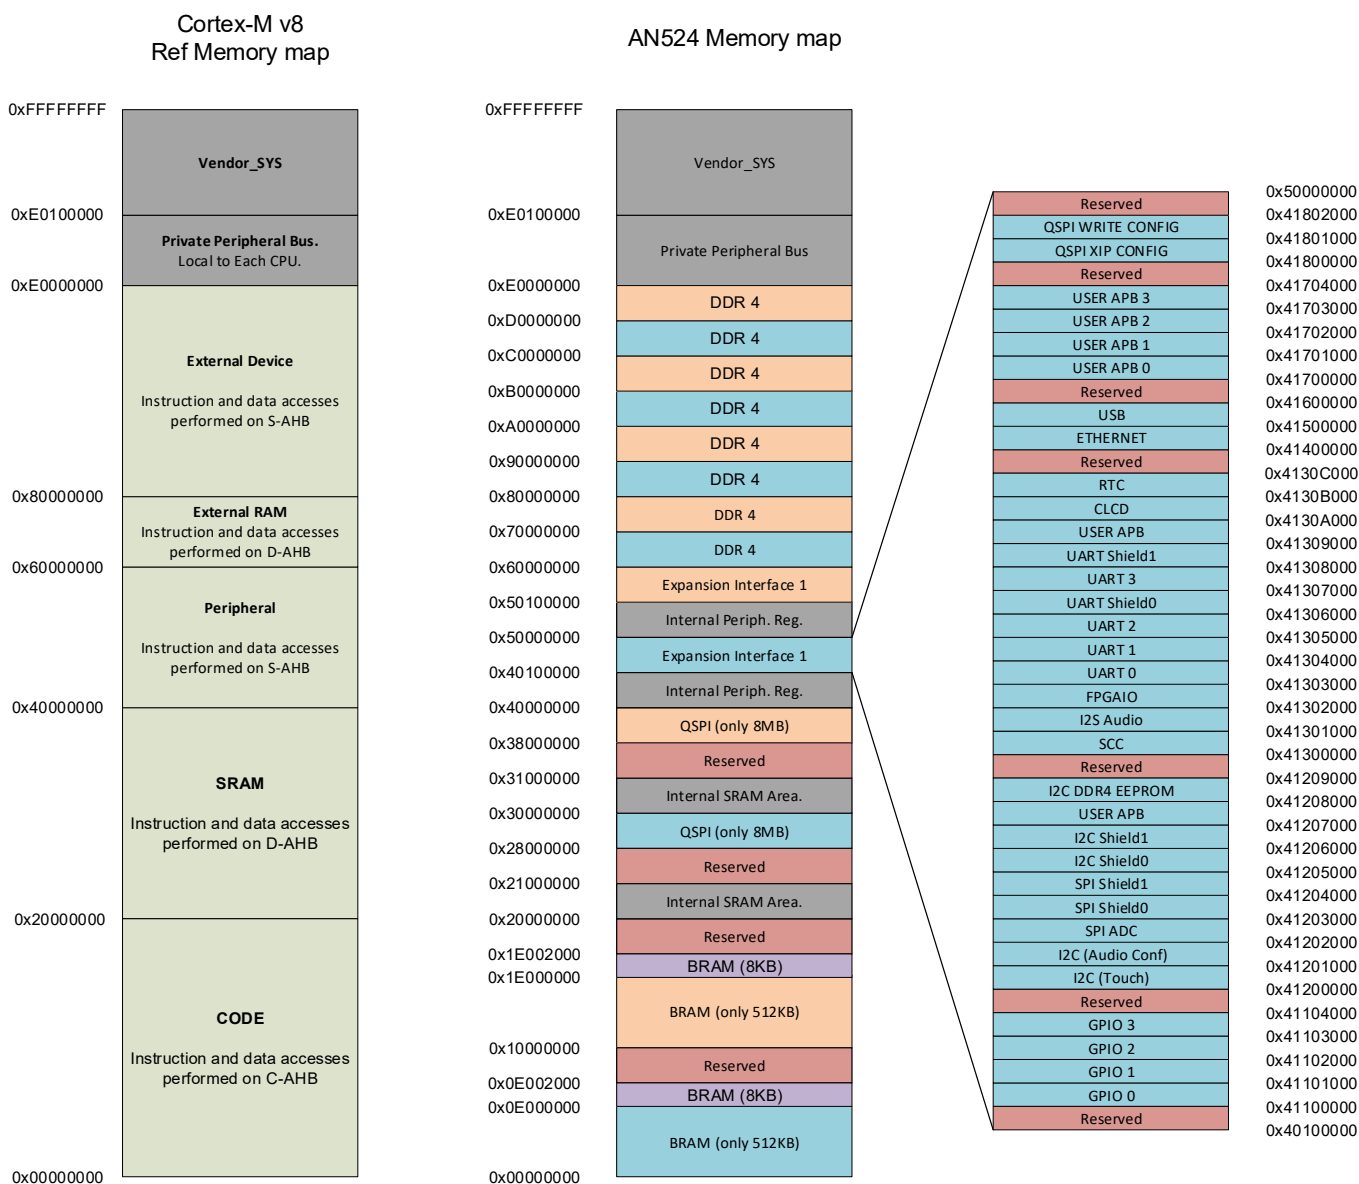 Cortex-M v8
Ref Memory map
0xFFFFFFFF
Vendor_SYS
0xE0100000
Private Peripheral Bus.
Local to Each CPU.
0xE0000000
External Device
Instruction and data accesses
performed on S-AHB
0x80000000
External RAM
Instruction and data accesses
performed on D-AHB
0x60000000
Peripheral
Instruction and data accesses
performed on S-AHB
0x40000000
SRAM
Instruction and data accesses
performed on D-AHB
0x20000000
CODE
Instruction and data accesses
performed on C-AHB
0x00000000
AN524 Memory map
0xFFFFFFFF
Vendor_SYS
0xE0100000
Private Peripheral Bus
0xE0000000
DDR 4
0xD0000000
DDR 4
0xC0000000
DDR 4
0xB0000000
DDR 4
0xA0000000
DDR 4
0x90000000
DDR 4
0x80000000
DDR 4
0x70000000
DDR 4
0x60000000
Expansion Interface 1
0x50100000
Internal Periph. Reg.
0x50000000
Expansion Interface 1
0x40100000
Internal Periph. Reg.
0x40000000
QSPI (only 8MB)
0x38000000
Reserved
0x31000000
Internal SRAM Area.
0x30000000
QSPI (only 8MB)
0x28000000
Reserved
0x21000000
Internal SRAM Area.
0x20000000
Reserved
0x1E002000
BRAM (8KB)
0x1E000000
BRAM (only 512KB)
0x10000000
Reserved
0x0E002000
BRAM (8KB)
0x0E000000
BRAM (only 512KB)
0x00000000
0x50000000
Reserved
0x41802000
QSPI WRITE CONFIG
0x41801000
QSPI XIP CONFIG
0x41800000
Reserved
0x41704000
USER APB 3
0x41703000
USER APB 2
0x41702000
USER APB 1
0x41701000
USER APB 0
0x41700000
Reserved
0x41600000
USB
0x41500000
ETHERNET
0x41400000
Reserved
0x4130C000
RTC
0x4130B000
CLCD
0x4130A000
USER APB
0x41309000
UART Shield1
0x41308000
UART 3
0x41307000
UART Shield0
0x41306000
UART 2
0x41305000
UART 1
0x41304000
UART 0
0x41303000
FPGAIO
0x41302000
I2S Audio
0x41301000
SCC
0x41300000
Reserved
0x41209000
I2C DDR4 EEPROM
0x41208000
USER APB
0x41207000
I2C Shield1
0x41206000
I2C Shield0
0x41205000
SPI Shield1
0x41204000
SPI Shield0
0x41203000
SPI ADC
0x41202000
I2C (Audio Conf)
0x41201000
I2C (Touch)
0x41200000
Reserved
0x41104000
GPIO 3
0x41103000
GPIO 2
0x41102000
GPIO 1
0x41101000
GPIO 0
0x41100000
Reserved
0x40100000